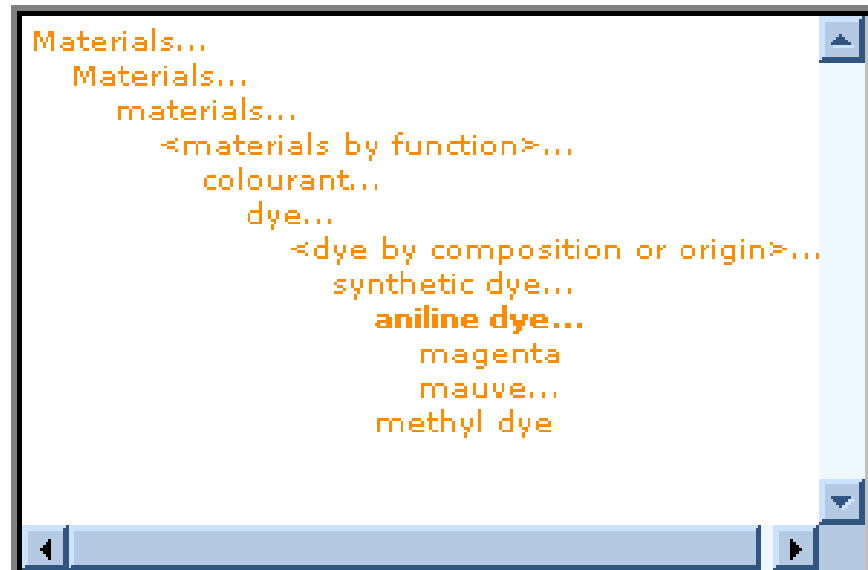 Materials...
Materials...
materials...
<materials by function>...
colourant...
dye...
<dye by composition or origin>...
synthetic dye...
aniline dye...
magenta
mauve...
methyl dye